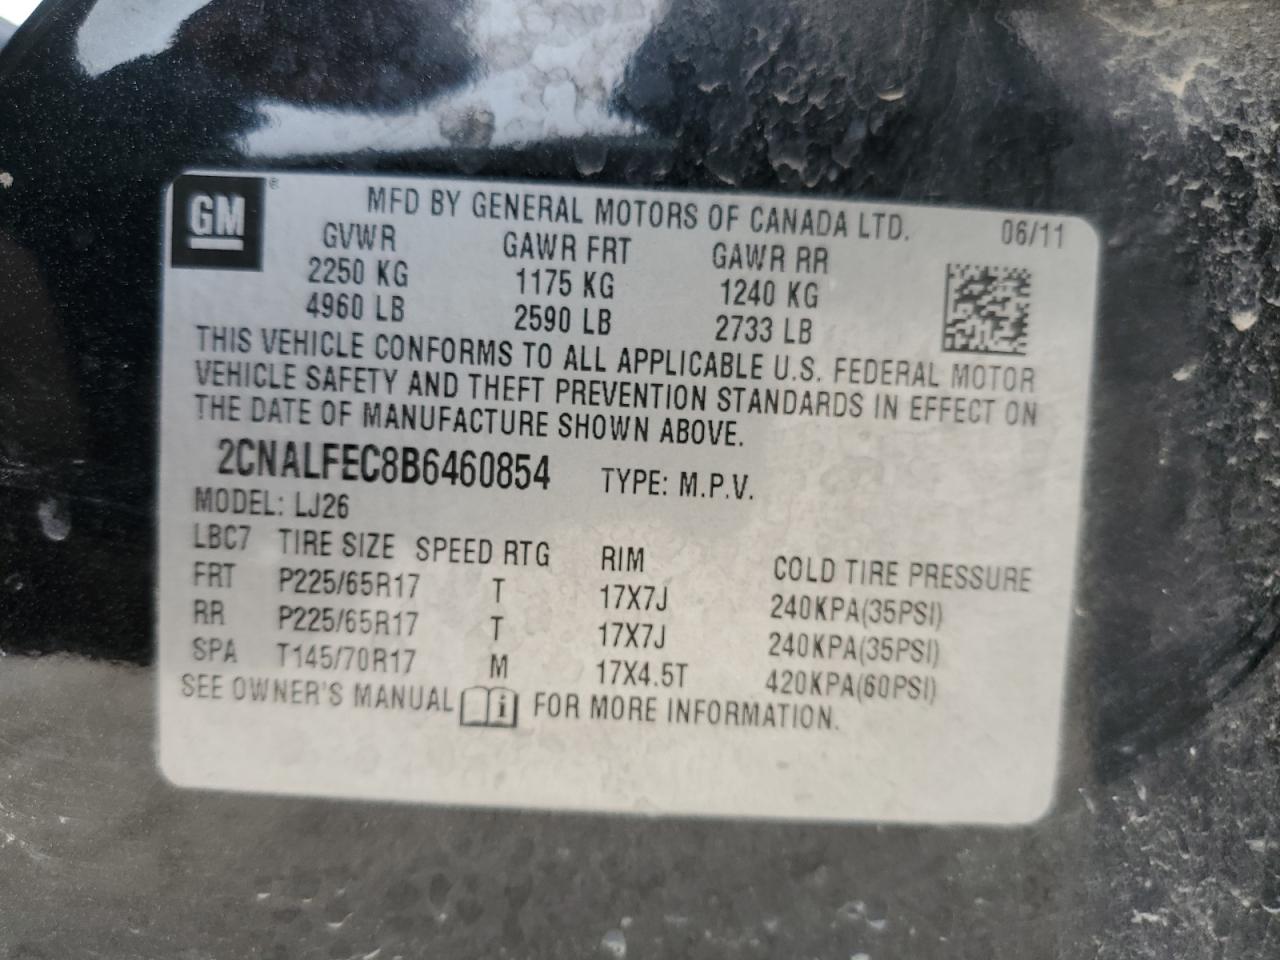 GM ® MFD BY GENERAL MOTORS OF CANADA LTD. 06/11
GVWR GAWR FRT GAWR RR
2250 KG 1175 KG 1240 KG
4960 LB 2590 LB 2733 LB
THIS VEHICLE CONFORMS TO ALL APPLICABLE U.S. FEDERAL MOTOR
VEHICLE SAFETY AND THEFT PREVENTION STANDARDS IN EFFECT ON
THE DATE OF MANUFACTURE SHOWN ABOVE.
2CNALFEC8B6460854 TYPE: M.P.V.
MODEL: LJ26
LBC7 TIRE SIZE SPEED RTG RIM COLD TIRE PRESSURE
FRT P225/65R17 T 17X7J 240KPA(35PSI)
RR P225/65R17 T 17X7J 240KPA(35PSI)
SPA T145/70R17 M 17X4.5T 420KPA(60PSI)
SEE OWNER'S MANUAL i FOR MORE INFORMATION.